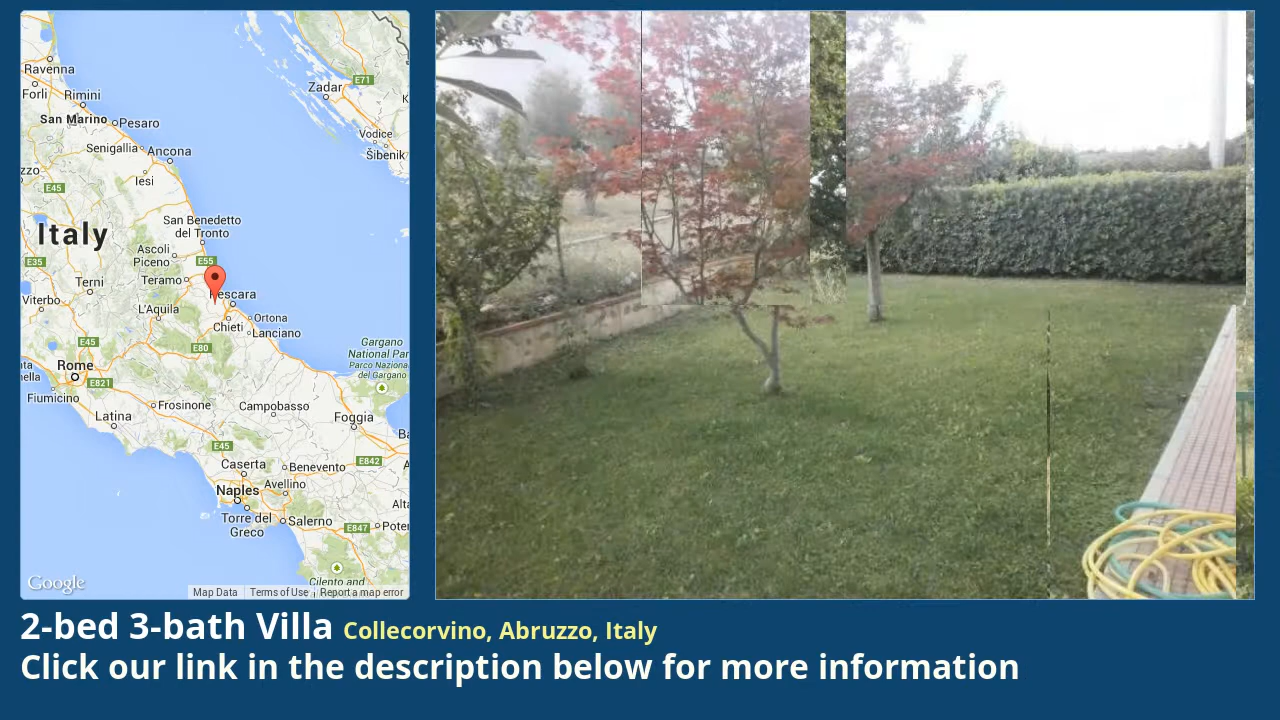 Ravenna
Forli
Rimini
San Marino
Pesaro
Senigallia
Ancona
Iesi
E45
Zadar
E71
Vodice
Šibenik
Italy
San Benedetto
del Tronto
Ascoli
Piceno
E35
E55
Terni
Teramo
Viterbo
L'Aquila
Pescara
Chieti
Ortona
Lanciano
E45
E80
Rome
E821
Fiumicino
Gargano
National Par
Parco Naziona
del Gargano
Latina
Frosinone
Campobasso
Foggia
E45
E842
Caserta
Benevento
Naples
Avellino
Torre del
Greco
Salerno
E847
Cilento and
Google
Map Data
Terms of Use
Report a map error
2-bed 3-bath Villa Collecorvino, Abruzzo, Italy
Click our link in the description below for more information